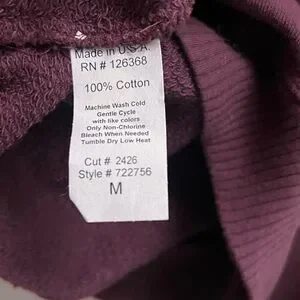 Made in U.S.A.
RN # 126368
100% Cotton
Machine Wash Cold
Gentle Cycle
with like colors
Only Non-Chlorine
Bleach When Needed
Tumble Dry Low Heat
Cut # 2426
Style # 722756
M